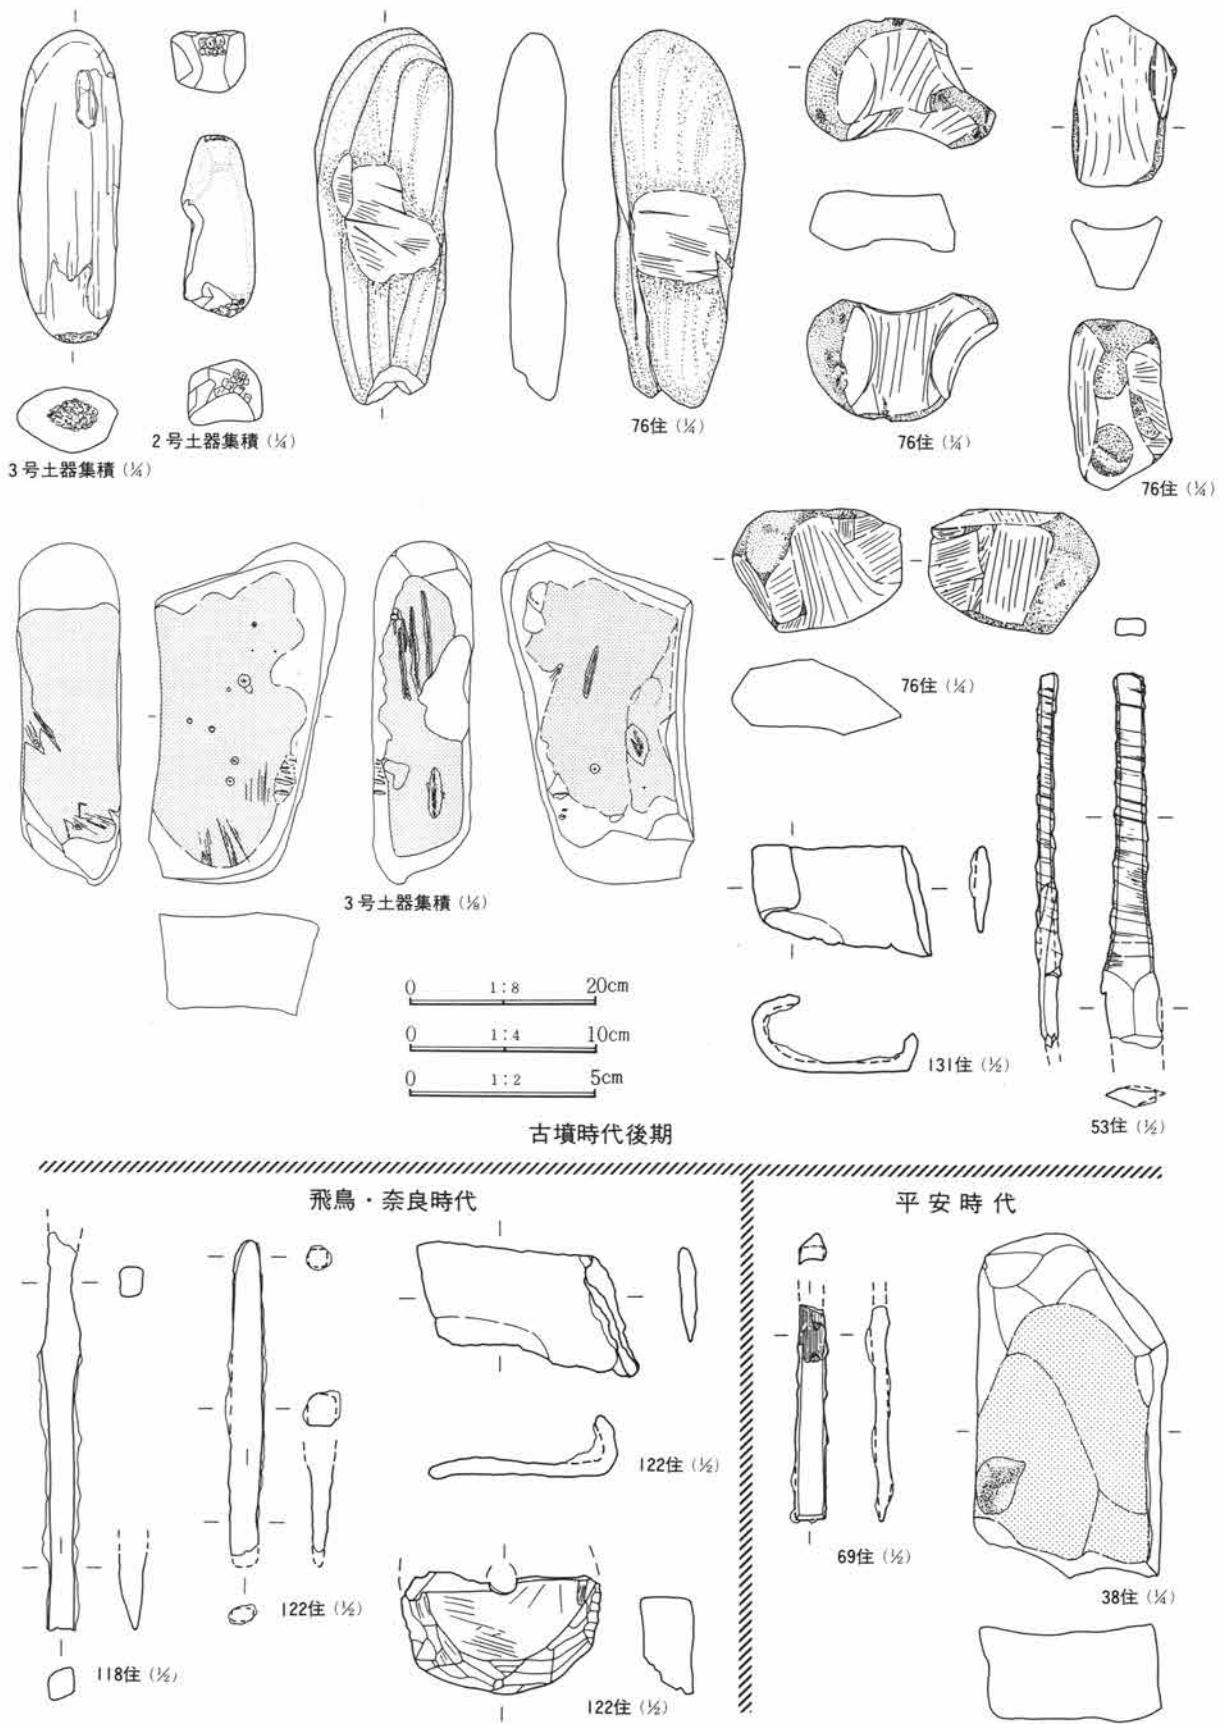 2号土器集積 (¼)
3号土器集積 (¼)
76住 (¼)
76住 (¼)
76住 (¼)
76住 (¼)
3号土器集積 (⅛)
0 1:8 20cm
0 1:4 10cm
0 1:2 5cm
131住 (½)
53住 (½)
古墳時代後期
飛鳥・奈良時代
118住 (½)
122住 (½)
122住 (½)
122住 (½)
平安時代
69住 (½)
38住 (¼)